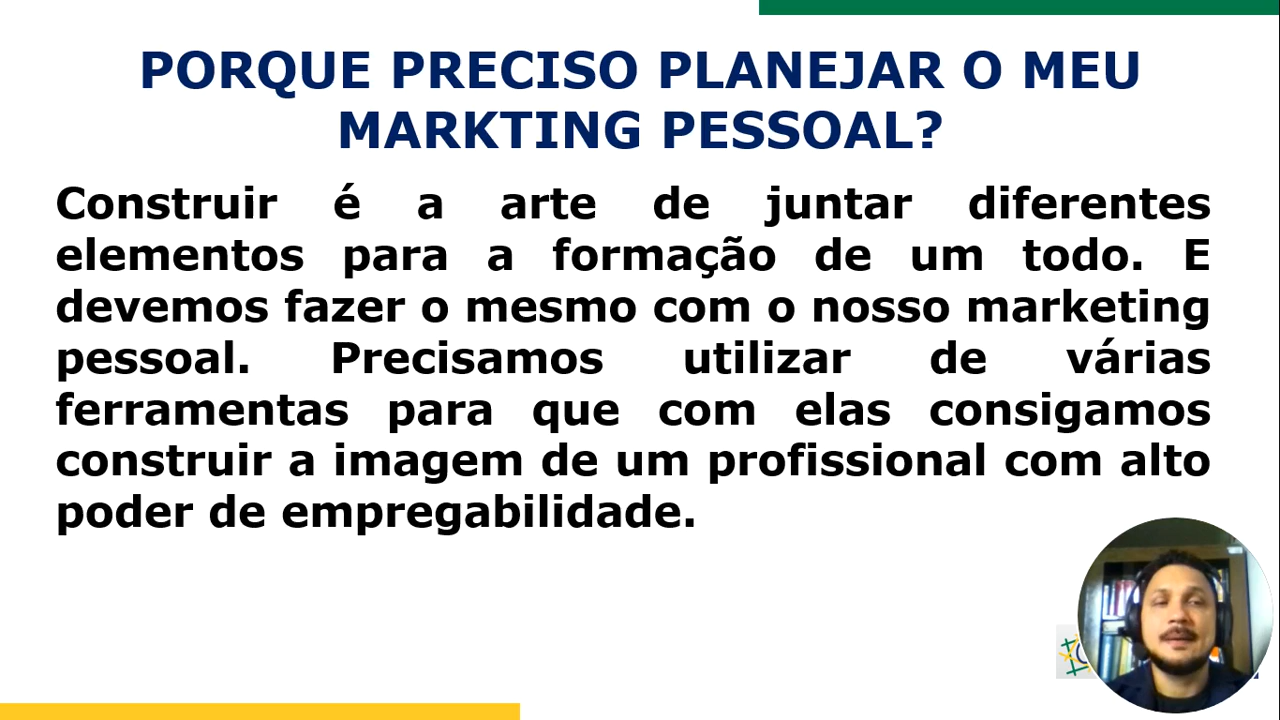 PORQUE PRECISO PLANEJAR O MEU
MARKTING PESSOAL?
Construir é a arte de juntar diferentes
elementos para a formação de um todo. E
devemos fazer o mesmo com o nosso marketing
pessoal. Precisamos utilizar de várias
ferramentas para que com elas consigamos
construir a imagem de um profissional com alto
poder de empregabilidade.